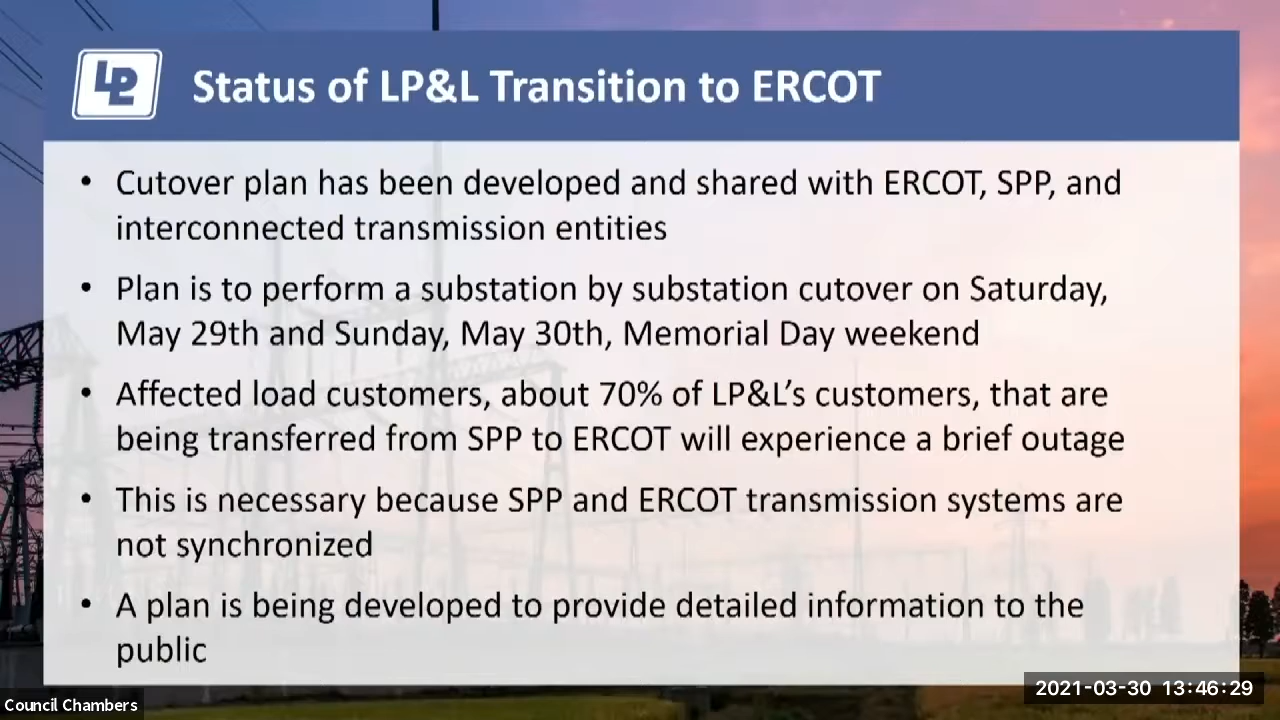 LP
Status of LP&L Transition to ERCOT
• Cutover plan has been developed and shared with ERCOT, SPP, and
interconnected transmission entities
• Plan is to perform a substation by substation cutover on Saturday,
May 29th and Sunday, May 30th, Memorial Day weekend
• Affected load customers, about 70% of LP&L’s customers, that are
being transferred from SPP to ERCOT will experience a brief outage
• This is necessary because SPP and ERCOT transmission systems are
not synchronized
• A plan is being developed to provide detailed information to the
public
2021-03-30 13:46:29
Council Chambers